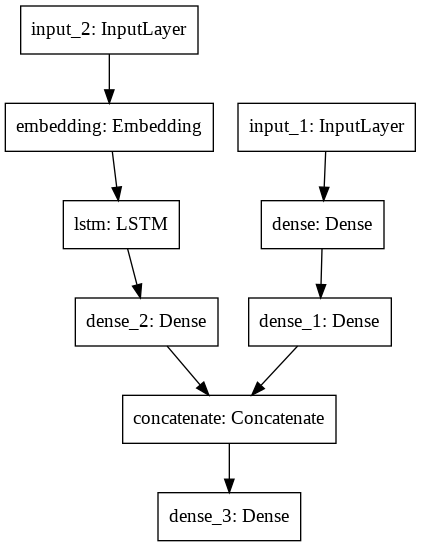 input_2: InputLayer
embedding: Embedding
input_1: InputLayer
lstm: LSTM
dense: Dense
dense_2: Dense
dense_1: Dense
concatenate: Concatenate
dense_3: Dense